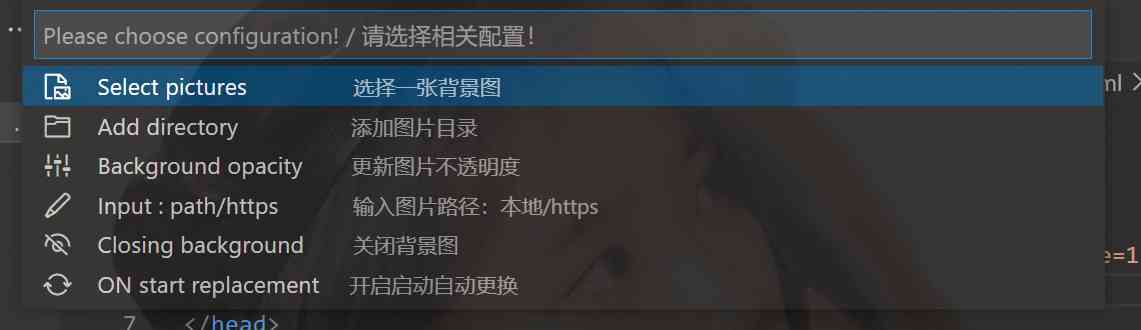 Please choose configuration! / 请选择相关配置！
Select pictures 选择一张背景图
Add directory 添加图片目录
Background opacity 更新图片不透明度
Input : path/https 输入图片路径：本地/https
Closing background 关闭背景图
ON start replacement 开启启动自动更换
ml
e=1
7 </head>